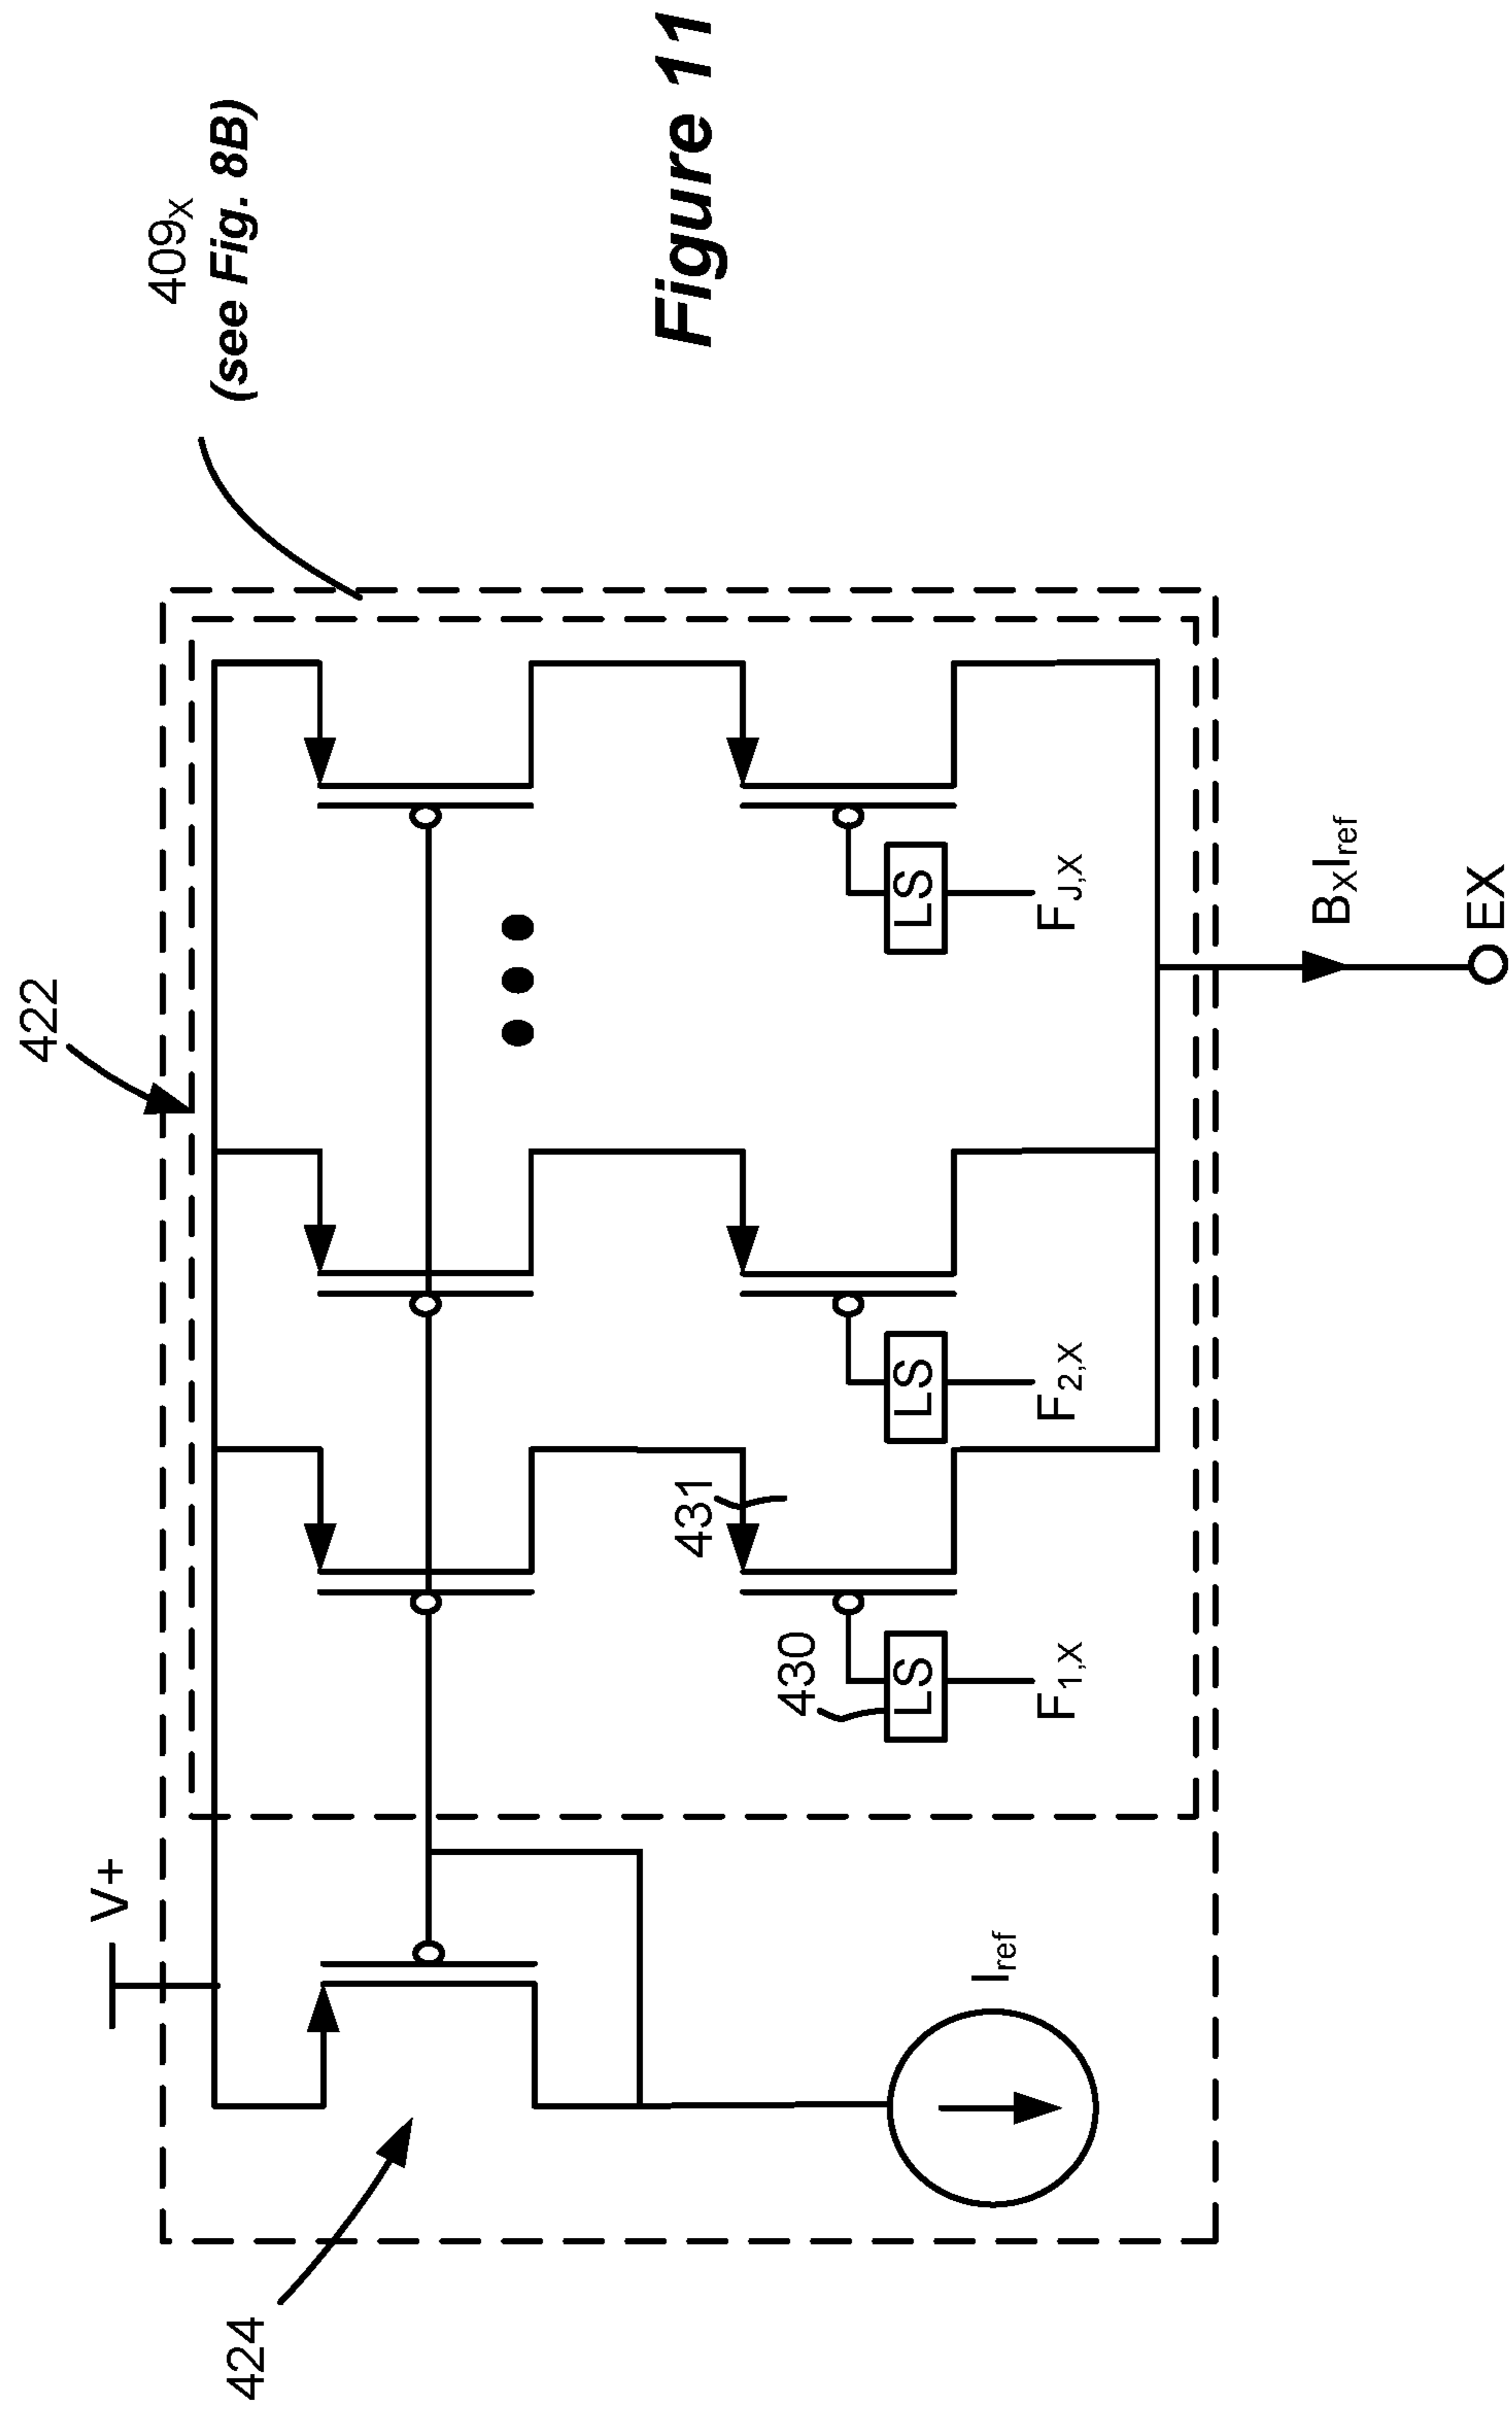 422
409X
(see Fig. 8B)
V+
424
431
430
LS
LS
LS
F1,X
F2,X
FJ,X
Iref
BXIref
EX
Figure 11